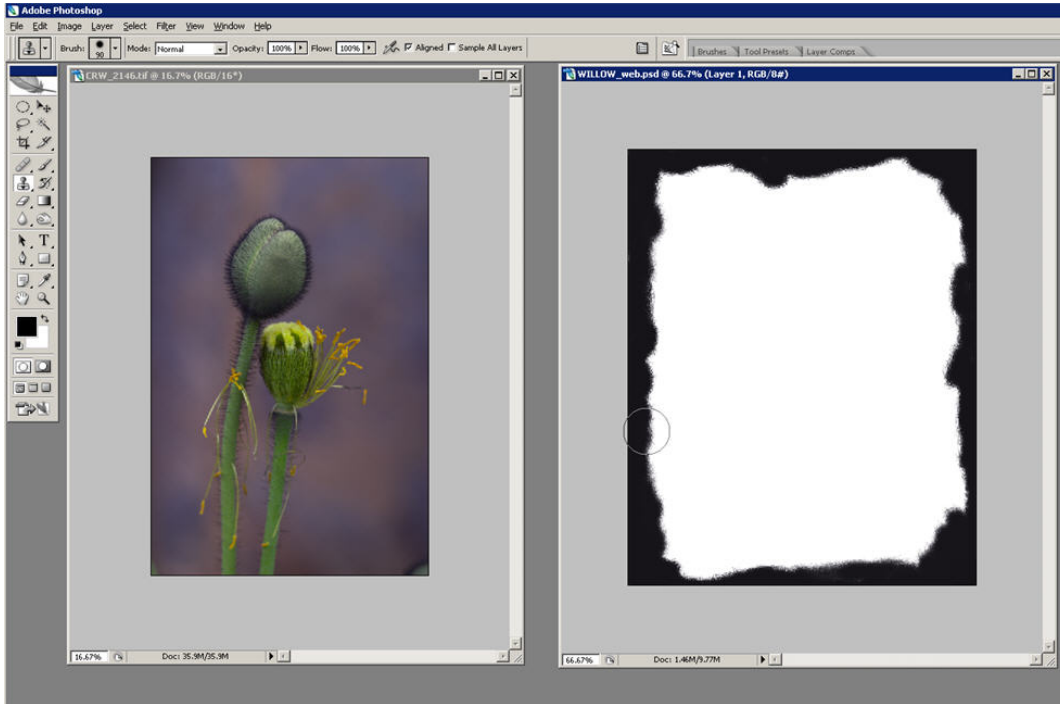 Adobe Photoshop
File Edit Image Layer Select Filter View Window Help
Brush: 90 Mode: Normal Opacity: 100% Flow: 100% Aligned Sample All Layers Brushes Tool Presets Layer Comps
CRW_2146.tif @ 16.7% (RGB/16*)
WILLOW_web.psd @ 66.7% (Layer 1, RGB/8#)
T
16.67% Doc: 35.9M/35.9M
66.67% Doc: 1.46M/9.77M